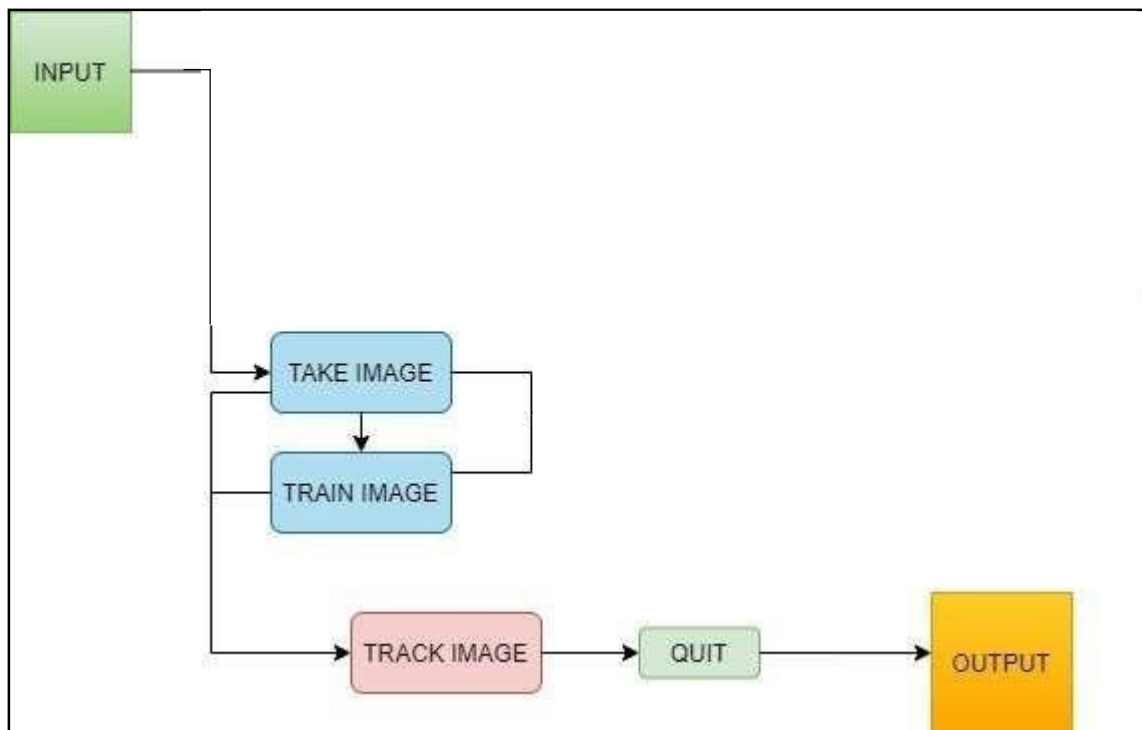 INPUT
TAKE IMAGE
TRAIN IMAGE
TRACK IMAGE
QUIT
OUTPUT